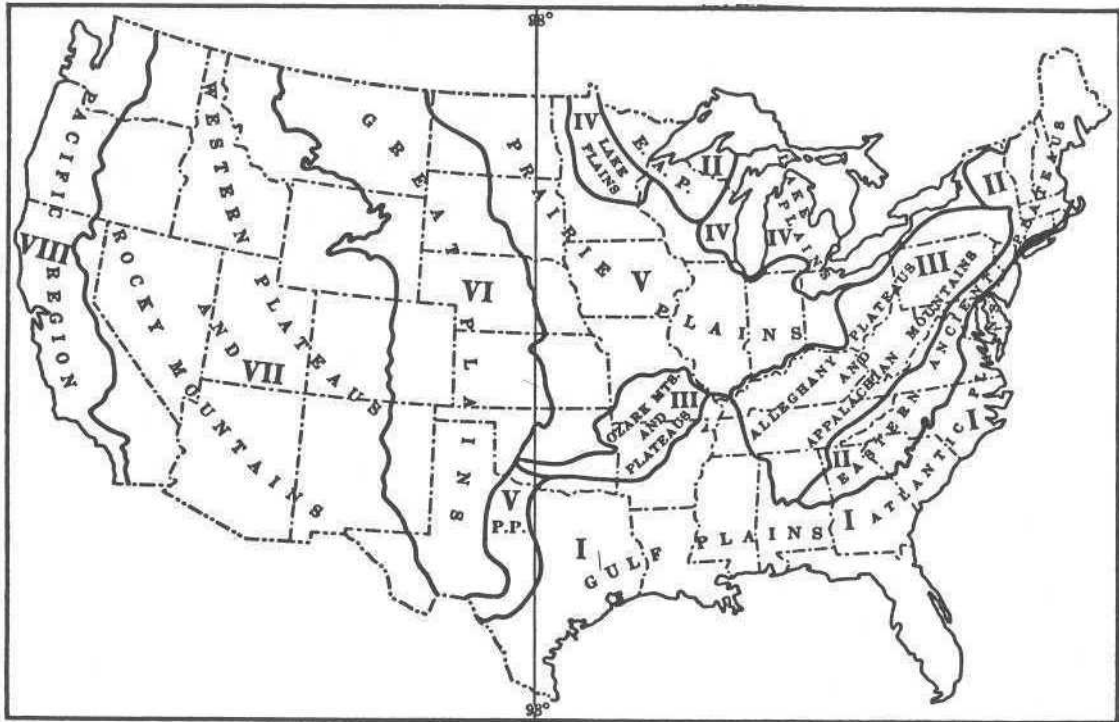 98°
PACIFIC
VIII
REGION
WESTERN
AND
PLATEAUS
VII
ROCKY MOUNTAINS
GREAT
VI
PLAINS
PRAIRIE
V
PLAINS
V
P.P.
IV
LAKE
PLAINS
E.A.P.
II
IV
IV
LAKE
PLAINS
II
PLATEAUS
III
ALLEGHANY PLATEAUS
AND
APPALACHIAN MOUNTAINS
ANCIENT
EASTERN
II
OZARK MTS.
III
AND
PLATEAUS
I
ATLANTIC P.
I
I
GULF PLAINS
98°